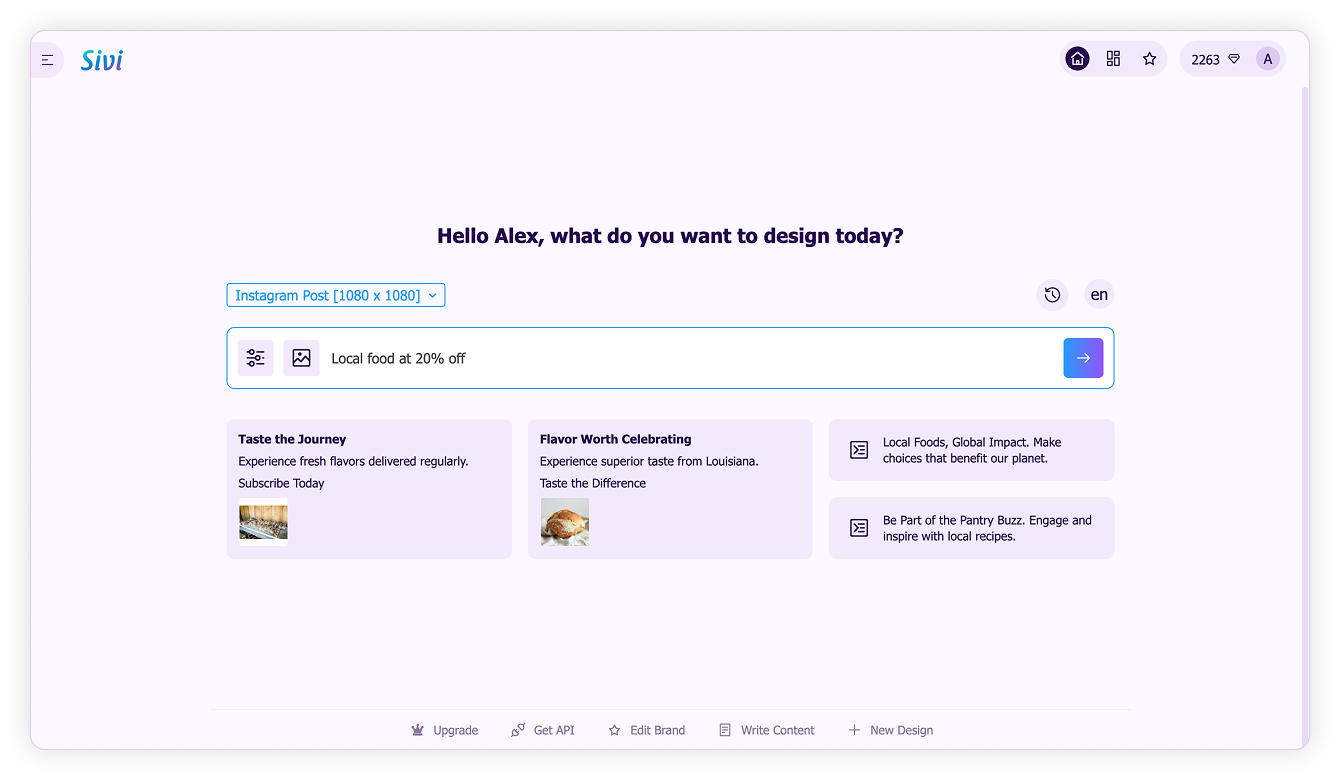 Sivi
2263
A
Hello Alex, what do you want to design today?
Instagram Post [1080 x 1080]
en
Local food at 20% off
Taste the Journey
Experience fresh flavors delivered regularly.
Subscribe Today
Flavor Worth Celebrating
Experience superior taste from Louisiana.
Taste the Difference
Local Foods, Global Impact. Make
choices that benefit our planet.
Be Part of the Pantry Buzz. Engage and
inspire with local recipes.
Upgrade
Get API
Edit Brand
Write Content
New Design